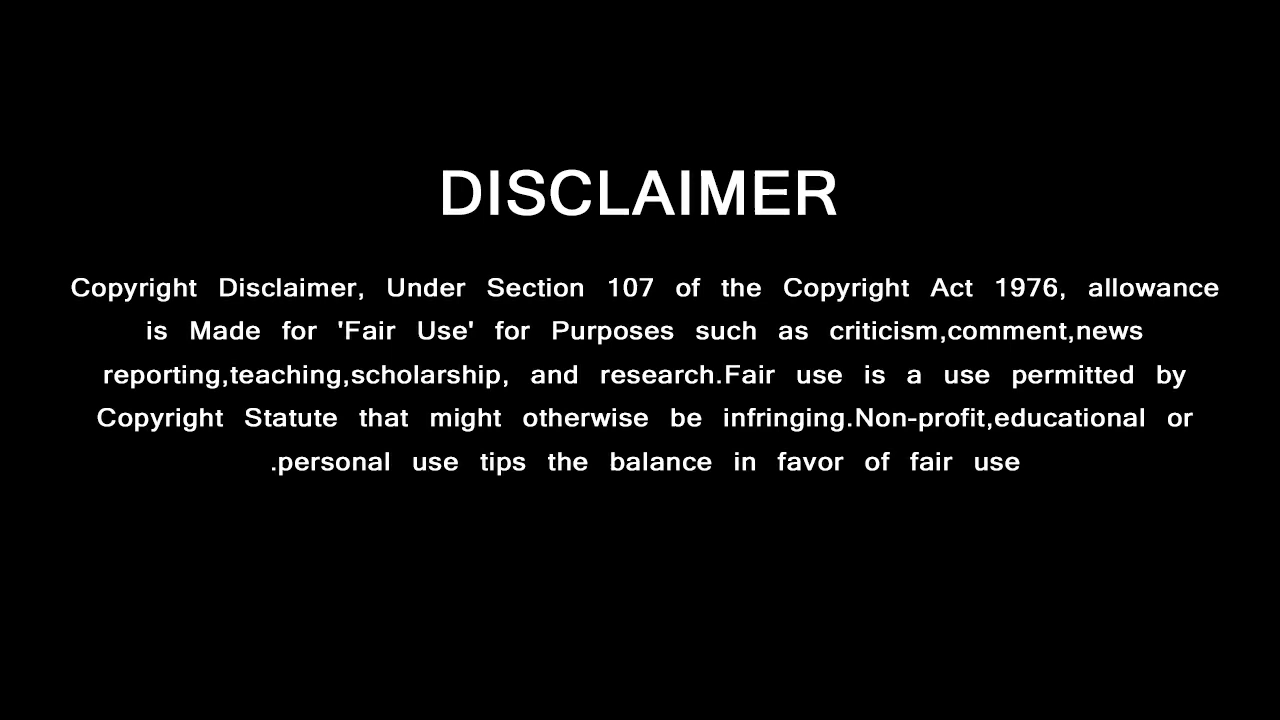 DISCLAIMER
Copyright Disclaimer, Under Section 107 of the Copyright Act 1976, allowance
is Made for 'Fair Use' for Purposes such as criticism,comment,news
reporting,teaching,scholarship, and research.Fair use is a use permitted by
Copyright Statute that might otherwise be infringing.Non-profit,educational or
.personal use tips the balance in favor of fair use